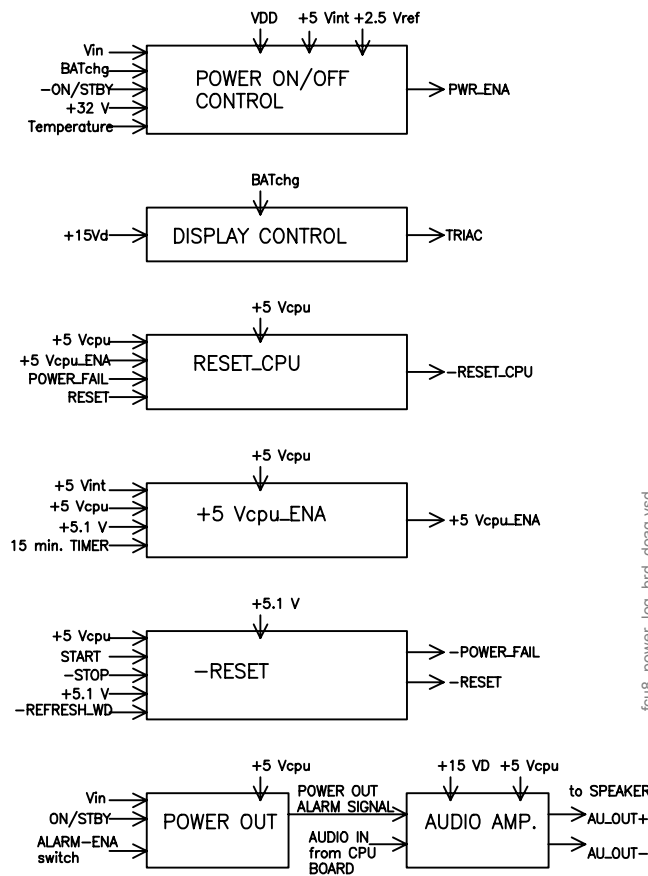 VDD +5 Vint +2.5 Vref
Vin
BATchg
-ON/STBY
+32 V
Temperature
POWER ON/OFF
CONTROL
PWR_ENA
BATchg
+15Vd
DISPLAY CONTROL
TRIAC
+5 Vcpu
+5 Vcpu
+5 Vcpu_ENA
POWER_FAIL
RESET
RESET_CPU
-RESET_CPU
+5 Vcpu
+5 Vint
+5 Vcpu
+5.1 V
15 min. TIMER
+5 Vcpu_ENA
+5 Vcpu_ENA
+5.1 V
+5 Vcpu
START
-STOP
+5.1 V
-REFRESH_WD
-RESET
-POWER_FAIL
-RESET
+5 Vcpu
Vin
ON/STBY
ALARM-ENA
switch
POWER OUT
POWER OUT
ALARM SIGNAL
AUDIO IN
from CPU
BOARD
+15 VD +5 Vcpu
AUDIO AMP.
to SPEAKER
AU_OUT+
AU_OUT-